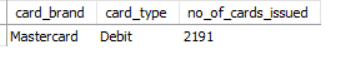 card_brand card_type no_of_cards_issued
Mastercard Debit 2191